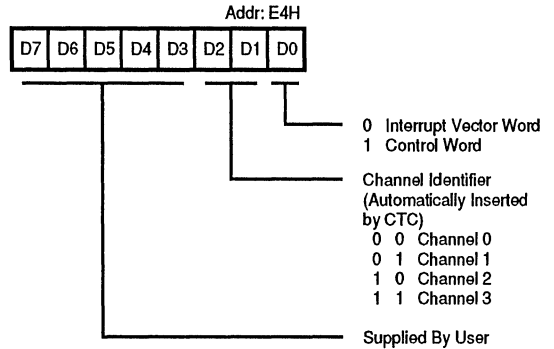 Addr: E4H
D7 D6 D5 D4 D3 D2 D1 D0
0 Interrupt Vector Word
1 Control Word
Channel Identifier
(Automatically Inserted
by CTC)
0 0 Channel 0
0 1 Channel 1
1 0 Channel 2
1 1 Channel 3
Supplied By User